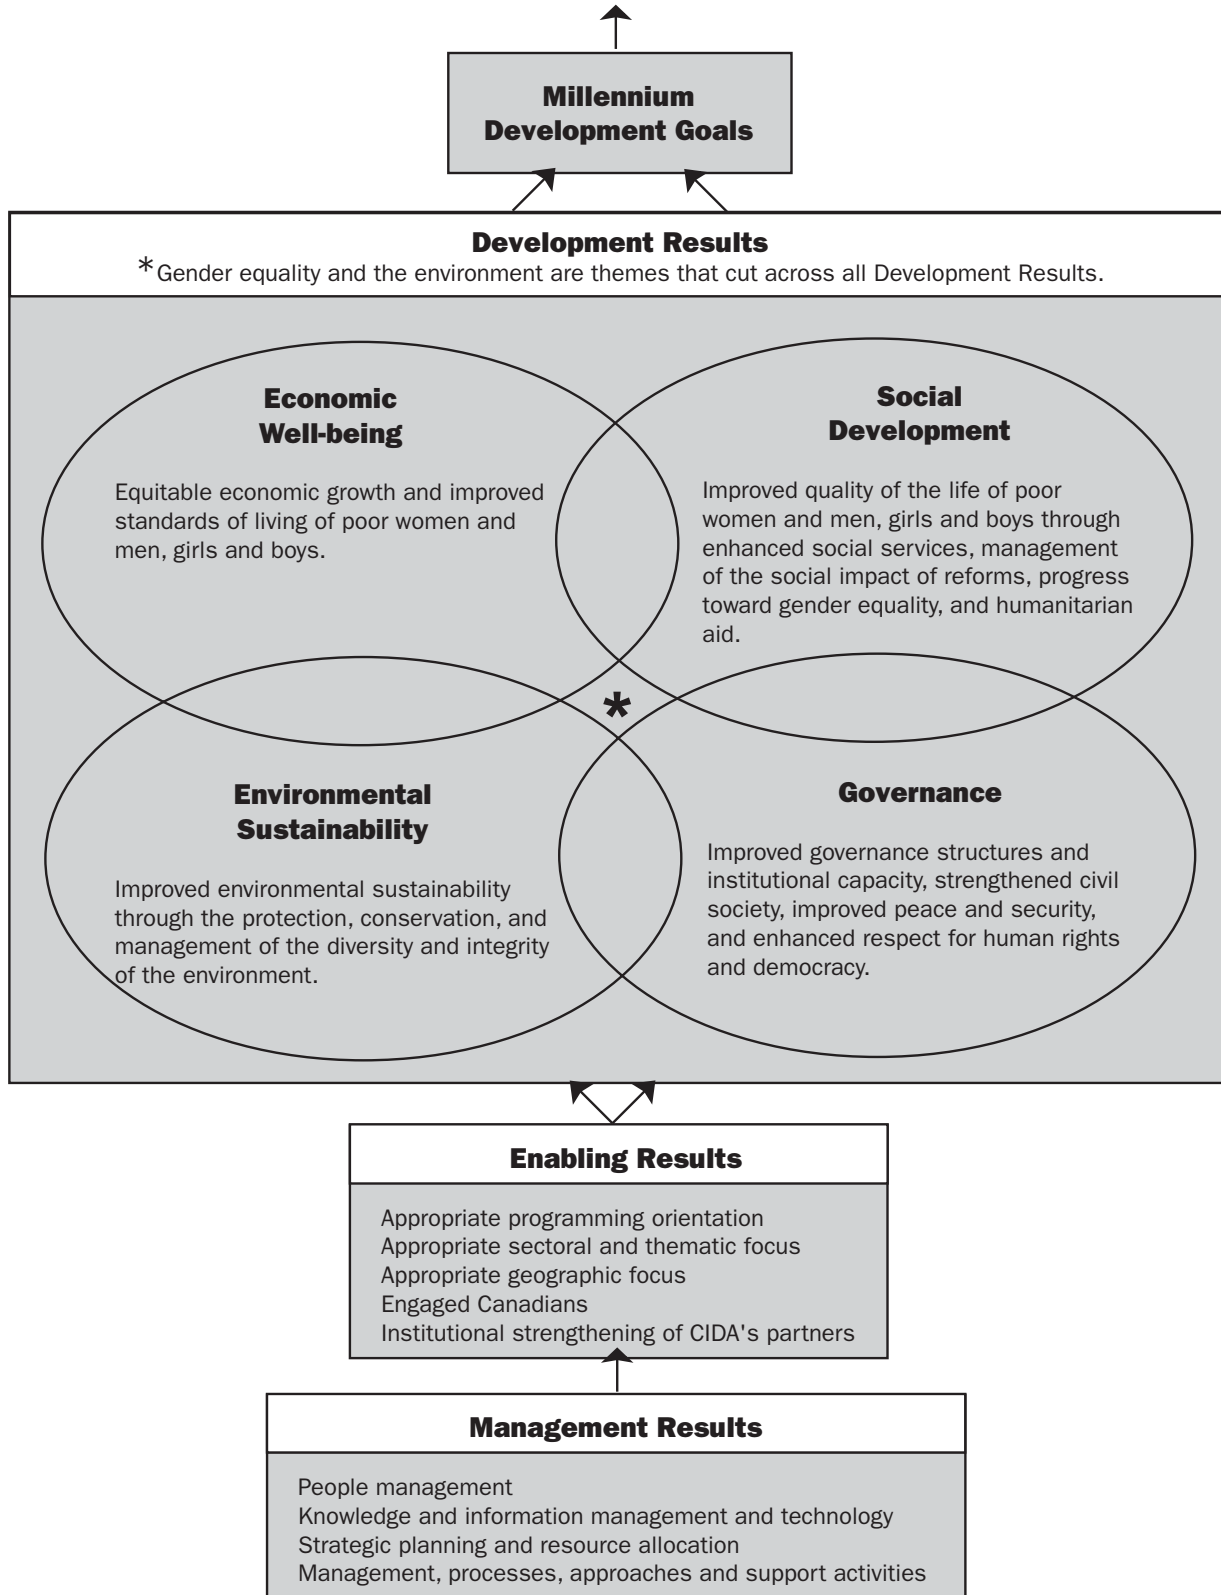 Millennium
Development Goals
Development Results
*Gender equality and the environment are themes that cut across all Development Results.
Economic
Well-being
Equitable economic growth and improved
standards of living of poor women and
men, girls and boys.
Social
Development
Improved quality of the life of poor
women and men, girls and boys through
enhanced social services, management
of the social impact of reforms, progress
toward gender equality, and humanitarian
aid.
*
Environmental
Sustainability
Improved environmental sustainability
through the protection, conservation, and
management of the diversity and integrity
of the environment.
Governance
Improved governance structures and
institutional capacity, strengthened civil
society, improved peace and security,
and enhanced respect for human rights
and democracy.
Enabling Results
Appropriate programming orientation
Appropriate sectoral and thematic focus
Appropriate geographic focus
Engaged Canadians
Institutional strengthening of CIDA's partners
Management Results
People management
Knowledge and information management and technology
Strategic planning and resource allocation
Management, processes, approaches and support activities